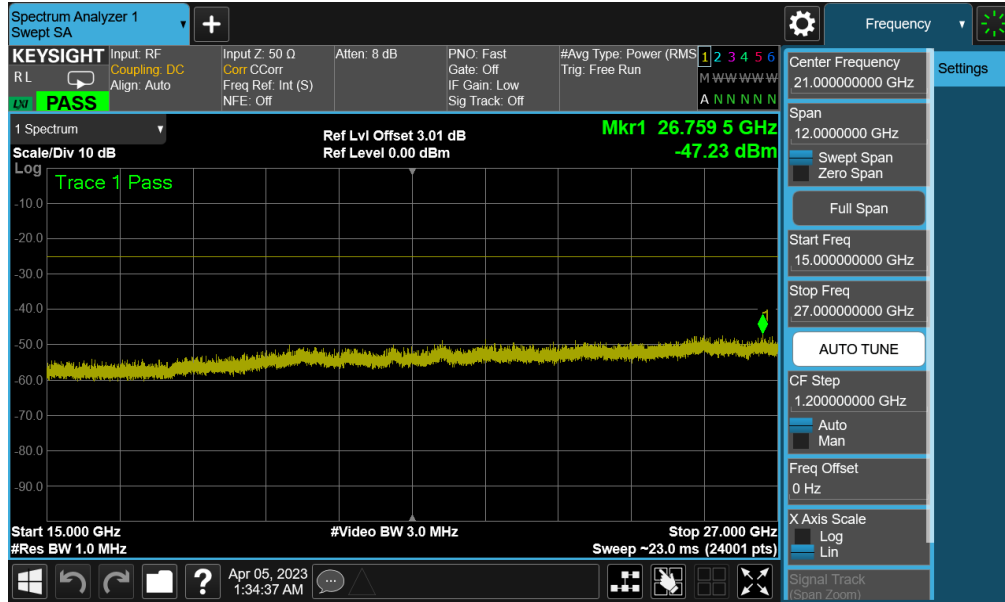 Spectrum Analyzer 1
Swept SA
+
Frequency
KEYSIGHT
R L
LXI
PASS
Input: RF
Coupling: DC
Align: Auto
Input Z: 50 Ω
Corr CCorr
Freq Ref: Int (S)
NFE: Off
Atten: 8 dB
PNO: Fast
Gate: Off
IF Gain: Low
Sig Track: Off
#Avg Type: Power (RMS
Trig: Free Run
1 2 3 4 5 6
M W W W W W
A N N N N N
1 Spectrum
Scale/Div 10 dB
Ref Lvl Offset 3.01 dB
Ref Level 0.00 dBm
Mkr1 26.759 5 GHz
-47.23 dBm
Log
Trace 1 Pass
-10.0
-20.0
-30.0
-40.0
1
-50.0
-60.0
-70.0
-80.0
-90.0
Start 15.000 GHz
#Video BW 3.0 MHz
Stop 27.000 GHz
#Res BW 1.0 MHz
Sweep ~23.0 ms (24001 pts)
Center Frequency
21.000000000 GHz
Settings
Span
12.0000000 GHz
Swept Span
Zero Span
Full Span
Start Freq
15.000000000 GHz
Stop Freq
27.000000000 GHz
AUTO TUNE
CF Step
1.200000000 GHz
Auto
Man
Freq Offset
0 Hz
X Axis Scale
Log
Lin
Signal Track
(Span Zoom)
?
Apr 05, 2023
1:34:37 AM